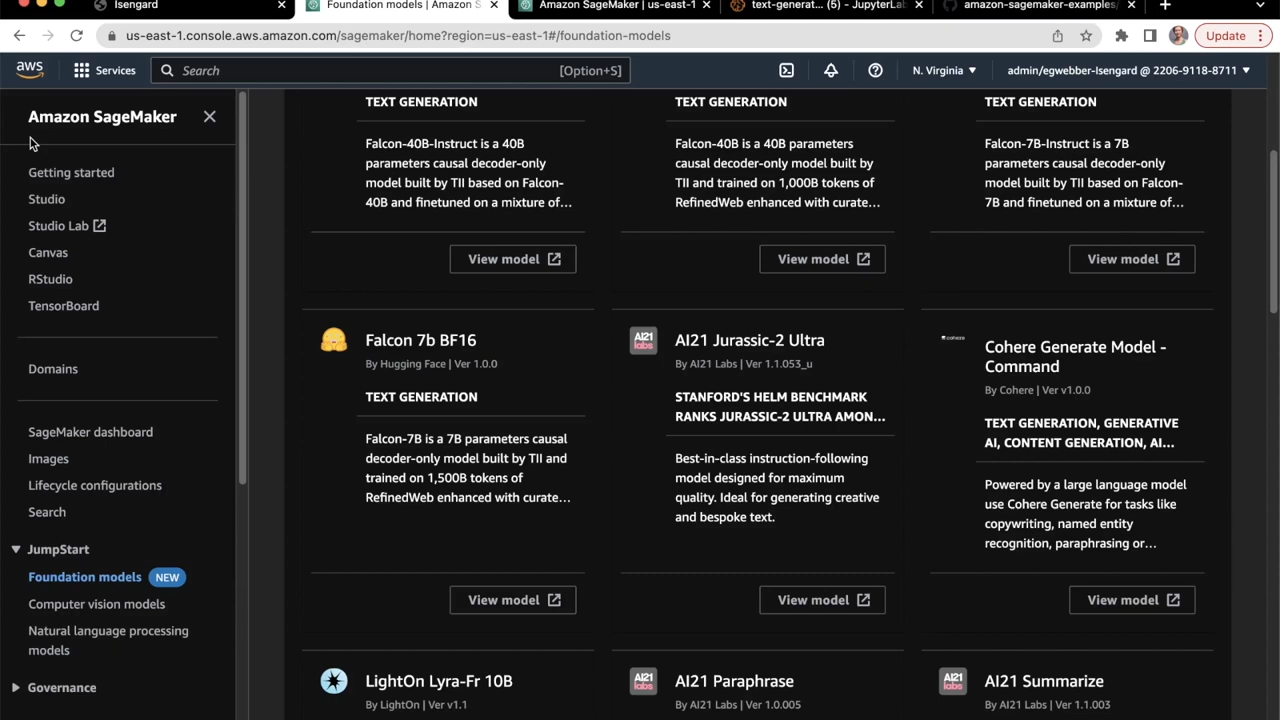 Isengard
Foundation models | Amazon S
Amazon SageMaker | us-east-1
text-generat... (5) - JupyterLab
amazon-sagemaker-examples/
us-east-1.console.aws.amazon.com/sagemaker/home?region=us-east-1#/foundation-models
Update
aws
Services
Search
[Option+S]
N. Virginia
admin/egwebber-Isengard @ 2206-9118-8711
Amazon SageMaker
Getting started
Studio
Studio Lab
Canvas
RStudio
TensorBoard
Domains
SageMaker dashboard
Images
Lifecycle configurations
Search
JumpStart
Foundation models NEW
Computer vision models
Natural language processing
models
Governance
TEXT GENERATION
Falcon-40B-Instruct is a 40B
parameters causal decoder-only
model built by TII based on Falcon-
40B and finetuned on a mixture of...
View model
TEXT GENERATION
Falcon-40B is a 40B parameters
causal decoder-only model built by
TII and trained on 1,000B tokens of
RefinedWeb enhanced with curate...
View model
TEXT GENERATION
Falcon-7B-Instruct is a 7B
parameters causal decoder-only
model built by TII based on Falcon-
7B and finetuned on a mixture of...
View model
Falcon 7b BF16
By Hugging Face | Ver 1.0.0
TEXT GENERATION
Falcon-7B is a 7B parameters causal
decoder-only model built by TII and
trained on 1,500B tokens of
RefinedWeb enhanced with curate...
View model
AI21 labs
AI21 Jurassic-2 Ultra
By AI21 Labs | Ver 1.1.053_u
STANFORD'S HELM BENCHMARK
RANKS JURASSIC-2 ULTRA AMON...
Best-in-class instruction-following
model designed for maximum
quality. Ideal for generating creative
and bespoke text.
View model
cohere
Cohere Generate Model -
Command
By Cohere | Ver v1.0.0
TEXT GENERATION, GENERATIVE
AI, CONTENT GENERATION, AI...
Powered by a large language model
use Cohere Generate for tasks like
copywriting, named entity
recognition, paraphrasing or...
View model
LightOn Lyra-Fr 10B
By LightOn | Ver v1.1
AI21 labs
AI21 Paraphrase
By AI21 Labs | Ver 1.0.005
AI21 labs
AI21 Summarize
By AI21 Labs | Ver 1.1.003